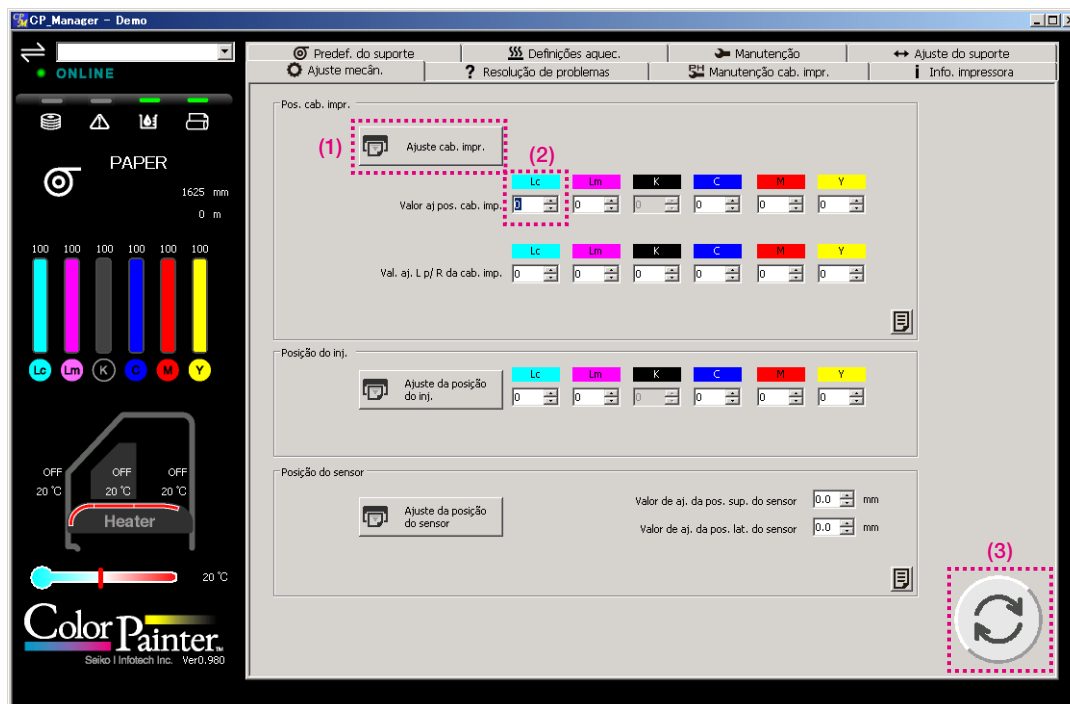 CP_Manager - Demo
ONLINE
PAPER
1625 mm
0 m
100 100 100 100 100 100
Lc Lm K C M Y
OFF OFF OFF
20 ℃ 20 ℃ 20 ℃
Heater
20 ℃
Color Painter™
Seiko I Infotech Inc. Ver0.980
Predef. do suporte Definições aquec. Manutenção Ajuste do suporte
Ajuste mecân. Resolução de problemas PH Manutenção cab. impr. Info. impressora
Pos. cab. impr.
(1) Ajuste cab. impr. (2)
Lc Lm K C M Y
Valor aj pos. cab. imp. 0 0 0 0 0 0
Lc Lm K C M Y
Val. aj. L p/ R da cab. imp. 0 0 0 0 0 0
Posição do inj.
Lc Lm K C M Y
Ajuste da posição
do inj.
0 0 0 0 0 0
Posição do sensor
Ajuste da posição
do sensor
Valor de aj. da pos. sup. do sensor 0.0 mm
Valor de aj. da pos. lat. do sensor 0.0 mm
(3)